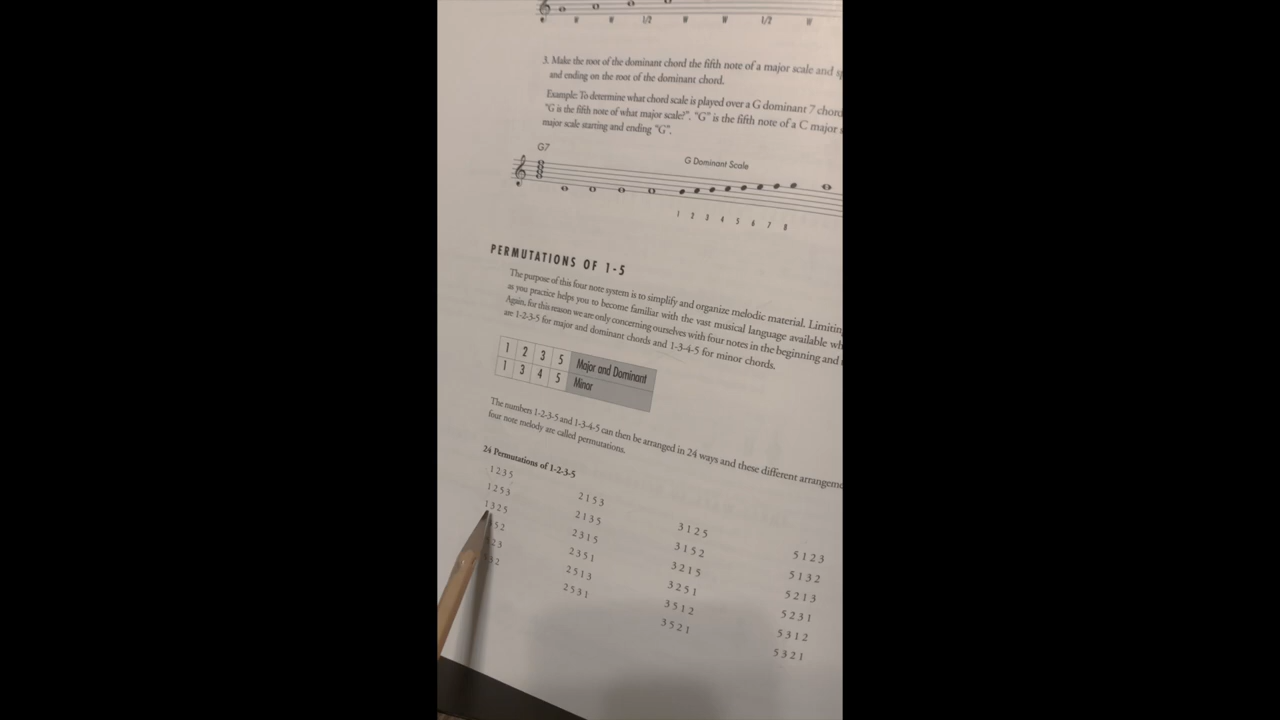 W W 1/2 W W 1/2 W
3. Make the root of the dominant chord the fifth note of a major scale and
and ending on the root of the dominant chord.
Example: To determine what chord scale is played over a G dominant 7 chord
"G is the fifth note of what major scale?". "G" is the fifth note of a C major
major scale starting and ending "G".
G7
G Dominant Scale
1 2 3 4 5 6 7 8
PERMUTATIONS OF 1-5
The purpose of this four note system is to simplify and organize melodic material. Limiting
as you practice helps you to become familiar with the vast musical language available
Again, for this reason we are only concerning ourselves with four notes in the beginning and
are 1-2-3-5 for major and dominant chords and 1-3-4-5 for minor chords.
1 2 3 5 Major and Dominant
1 3 4 5 Minor
The numbers 1-2-3-5 and 1-3-4-5 can then be arranged in 24 ways and these different
four note melody are called permutations.
24 Permutations of 1-2-3-5
1 2 3 5
1 2 5 3
1 3 2 5
5 2
2 3
3 2
2 1 5 3
2 1 3 5
2 3 1 5
2 3 5 1
2 5 1 3
2 5 3 1
3 1 2 5
3 1 5 2
3 2 1 5
3 2 5 1
3 5 1 2
3 5 2 1
5 1 2 3
5 1 3 2
5 2 1 3
5 2 3 1
5 3 1 2
5 3 2 1